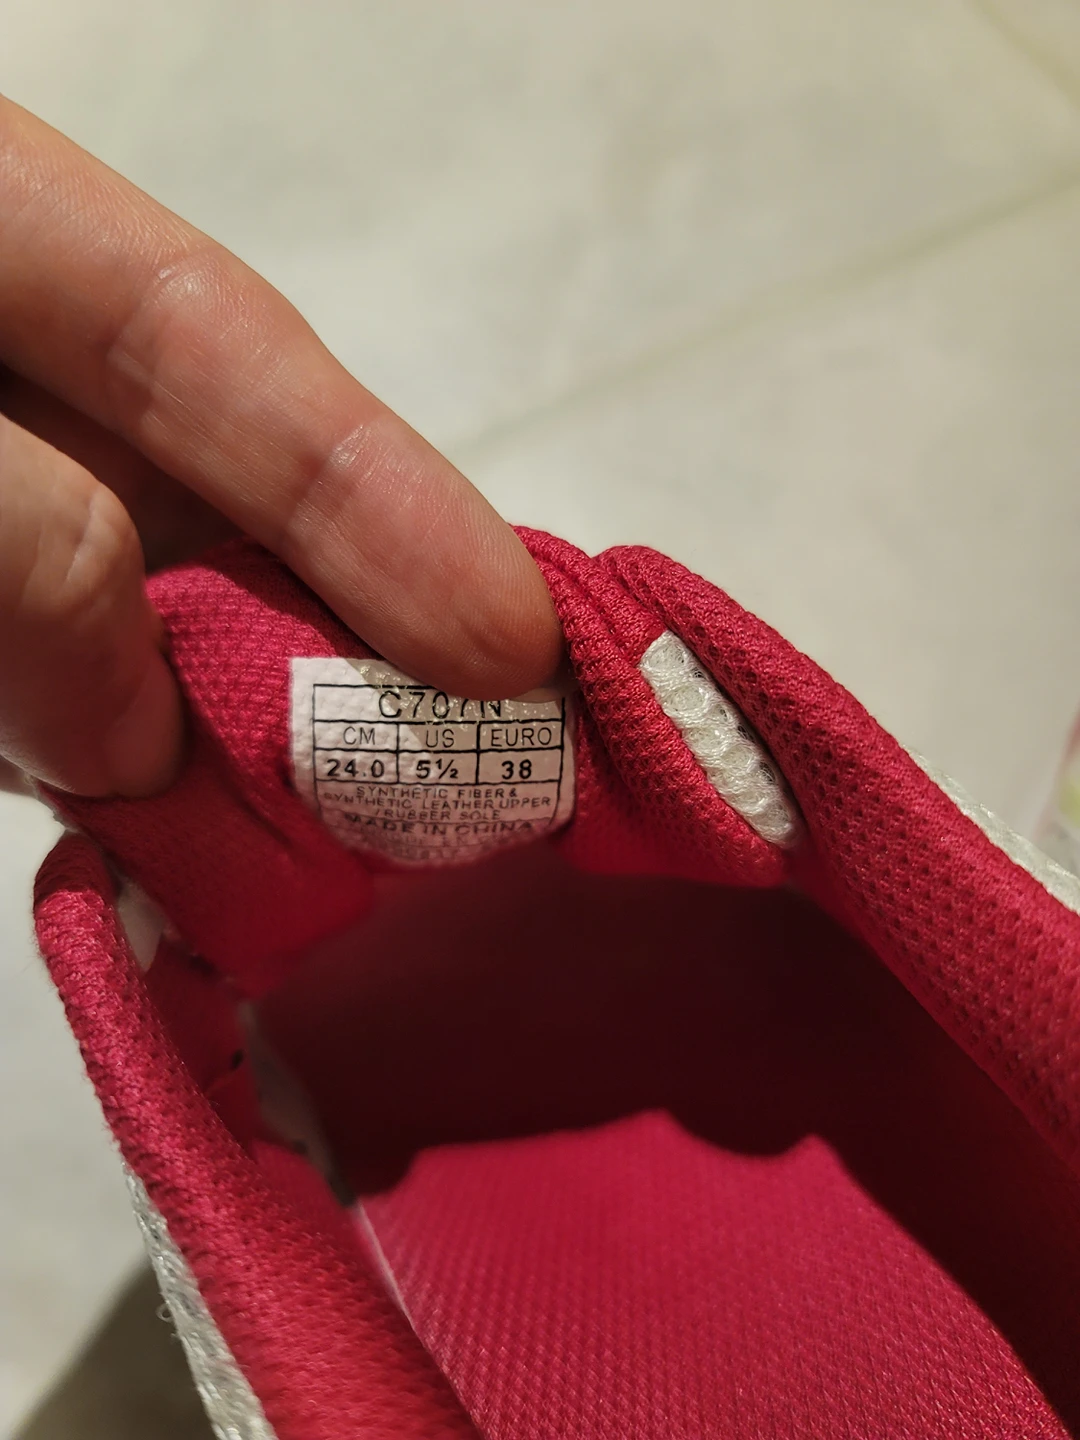 C707N
CM US EURO
24.0 5½ 38
SYNTHETIC FIBER &
SYNTHETIC LEATHER UPPER
/RUBBER SOLE
MADE IN CHINA